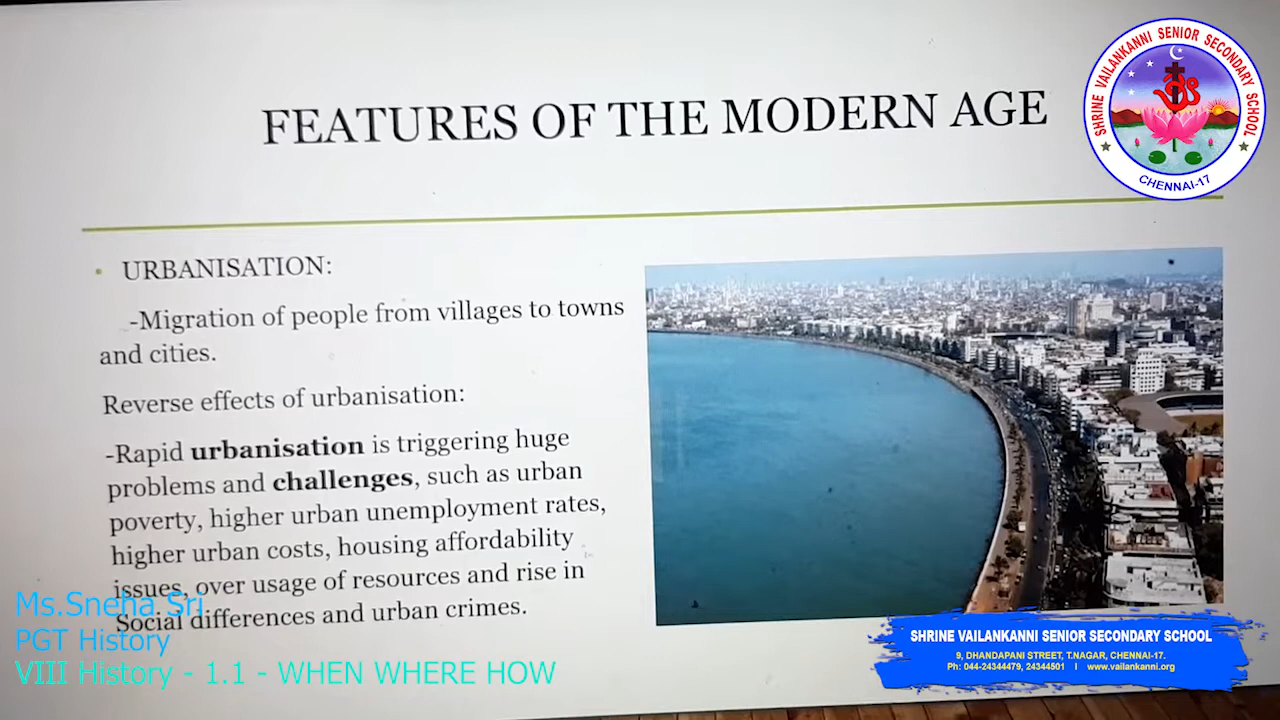 FEATURES OF THE MODERN AGE
SHRINE VAILANKANNI SENIOR SECONDARY SCHOOL
CHENNAI-17
• URBANISATION:
-Migration of people from villages to towns
and cities.
Reverse effects of urbanisation:
-Rapid urbanisation is triggering huge
problems and challenges, such as urban
poverty, higher urban unemployment rates,
higher urban costs, housing affordability
issues, over usage of resources and rise in
Social differences and urban crimes.
Ms.Sneha Sri
PGT History
VIII History - 1.1 - WHEN WHERE HOW
SHRINE VAILANKANNI SENIOR SECONDARY SCHOOL
9, DHANDAPANI STREET, T.NAGAR, CHENNAI-17.
Ph: 044-24344479, 24344501 I www.vailankanni.org